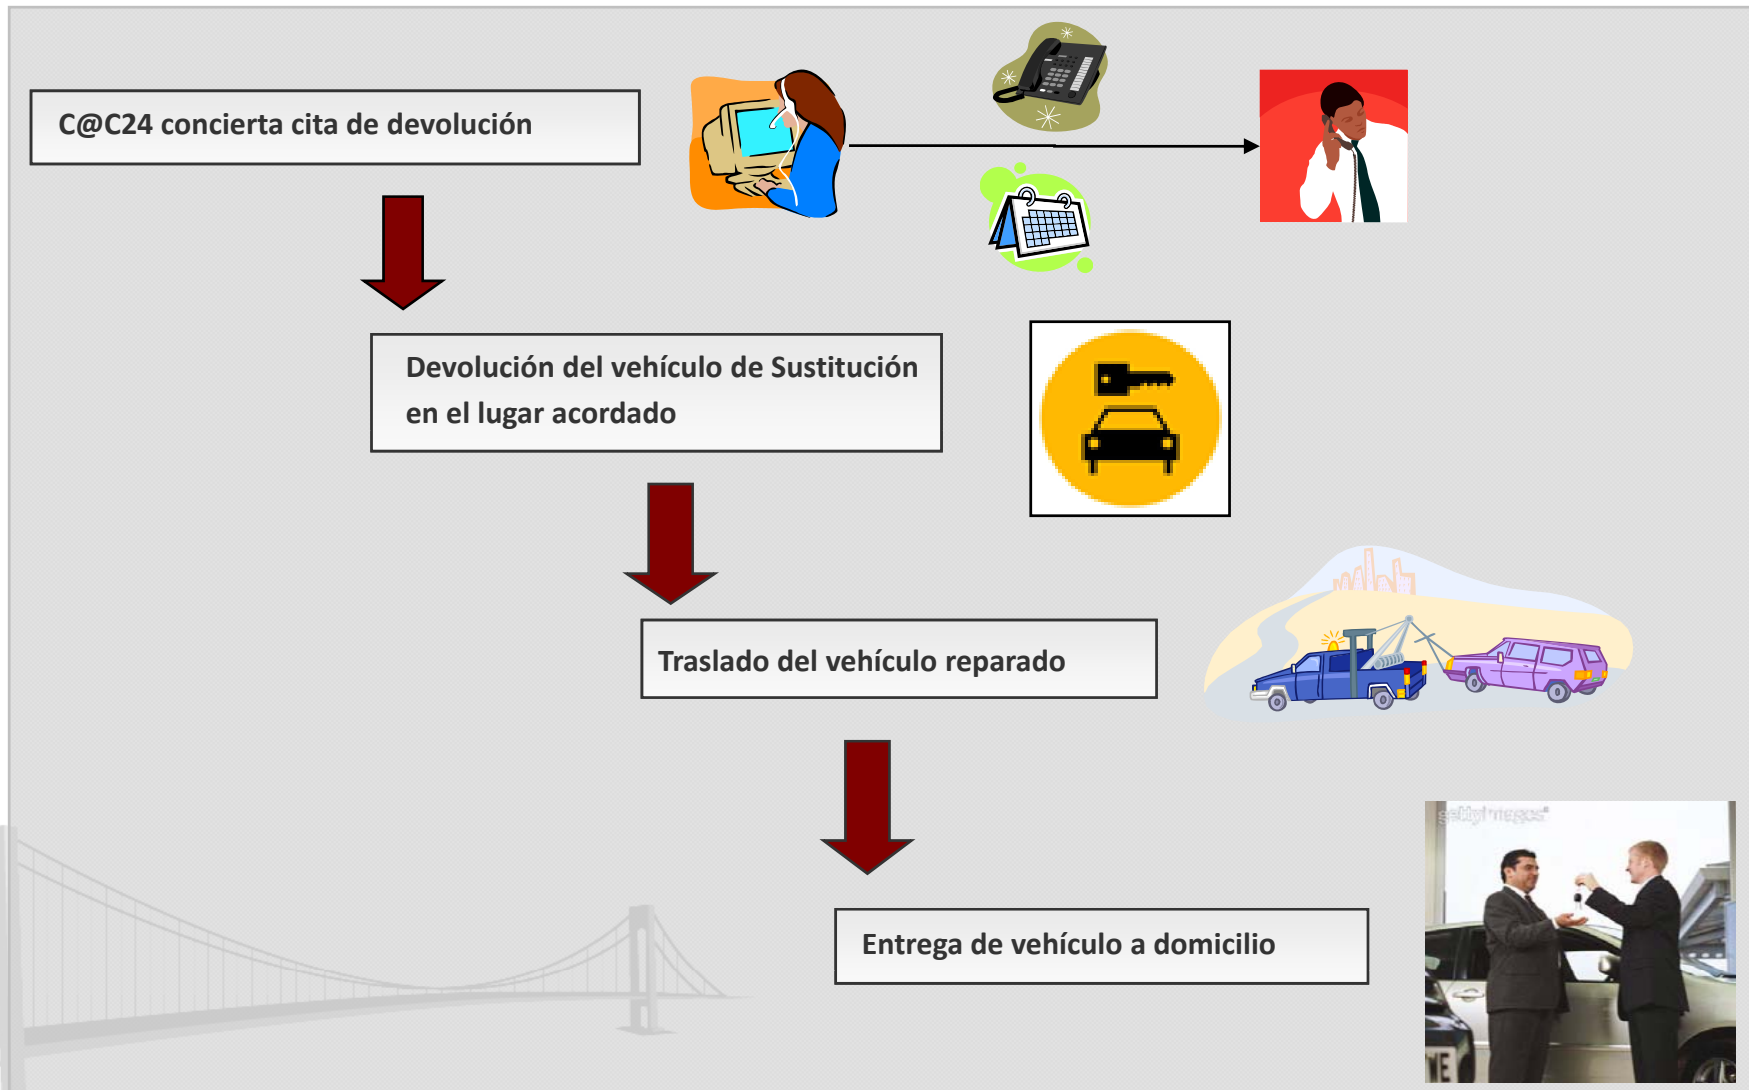 C@C24 concierta cita de devolución
Devolución del vehículo de Sustitución
en el lugar acordado
Traslado del vehículo reparado
Entrega de vehículo a domicilio